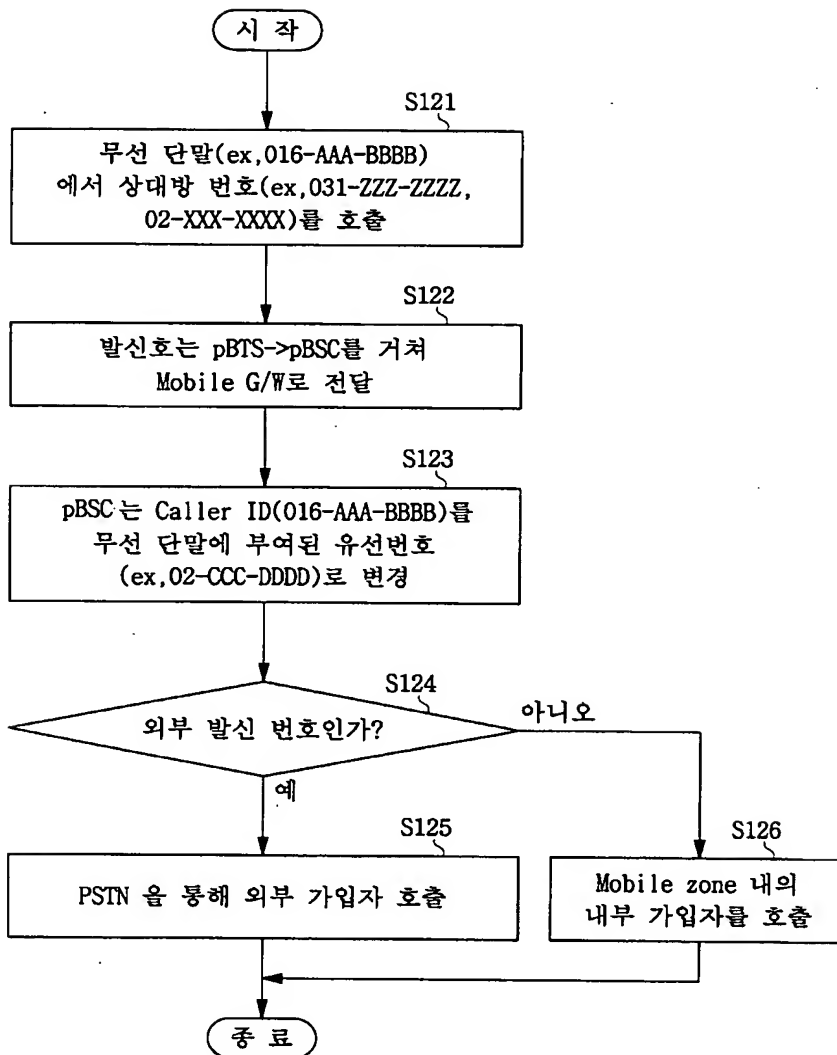 시 작
S121
무선 단말(ex,016-AAA-BBBB)
에서 상대방 번호(ex,031-ZZZ-ZZZZ,
02-XXX-XXXX)를 호출
S122
발신호는 pBTS->pBSC를 거쳐
Mobile G/W로 전달
S123
pBSC는 Caller ID(016-AAA-BBBB)를
무선 단말에 부여된 유선번호
(ex,02-CCC-DDDD)로 변경
S124
외부 발신 번호인가?
아니오
예
S125
PSTN 을 통해 외부 가입자 호출
S126
Mobile zone 내의
내부 가입자를 호출
종 료